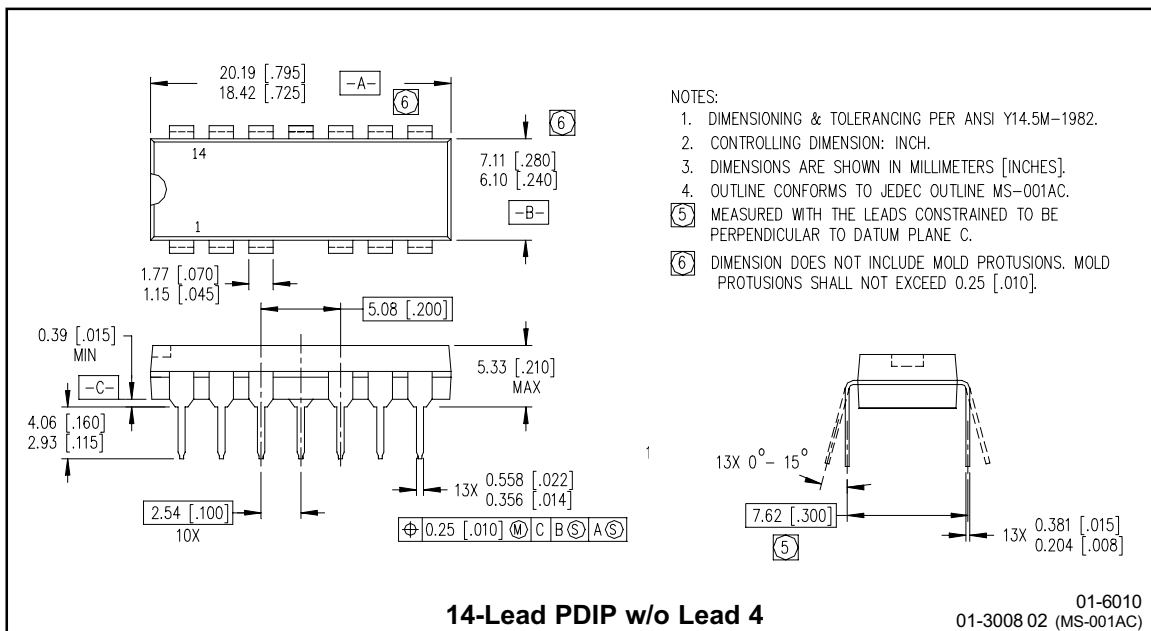 20.19 [.795]
18.42 [.725]
-A-
6
6
14
1
7.11 [.280]
6.10 [.240]
-B-
1.77 [.070]
1.15 [.045]
5.08 [.200]
0.39 [.015]
MIN
-C-
5.33 [.210]
MAX
4.06 [.160]
2.93 [.115]
2.54 [.100]
10X
13X 0.558 [.022]
0.356 [.014]
⌖ 0.25 [.010] Ⓜ C B Ⓢ A Ⓢ
NOTES:
1. DIMENSIONING & TOLERANCING PER ANSI Y14.5M-1982.
2. CONTROLLING DIMENSION: INCH.
3. DIMENSIONS ARE SHOWN IN MILLIMETERS [INCHES].
4. OUTLINE CONFORMS TO JEDEC OUTLINE MS-001AC.
5 MEASURED WITH THE LEADS CONSTRAINED TO BE
PERPENDICULAR TO DATUM PLANE C.
6 DIMENSION DOES NOT INCLUDE MOLD PROTUSIONS. MOLD
PROTUSIONS SHALL NOT EXCEED 0.25 [.010].
1
13X 0°- 15°
7.62 [.300]
5
13X 0.381 [.015]
0.204 [.008]
14-Lead PDIP w/o Lead 4
01-6010
01-3008 02 (MS-001AC)